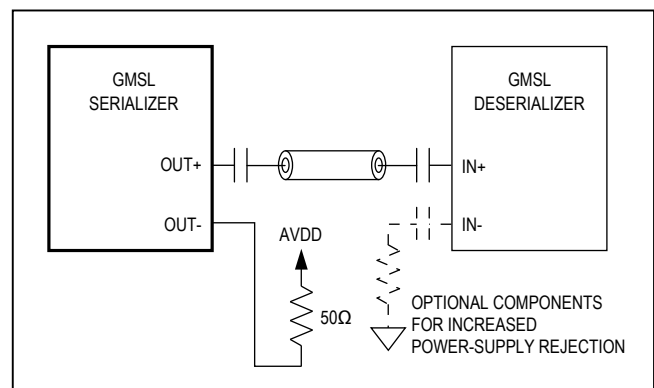 GMSL
SERIALIZER
GMSL
DESERIALIZER
OUT+
IN+
OUT-
AVDD
IN-
50Ω
OPTIONAL COMPONENTS
FOR INCREASED
POWER-SUPPLY REJECTION